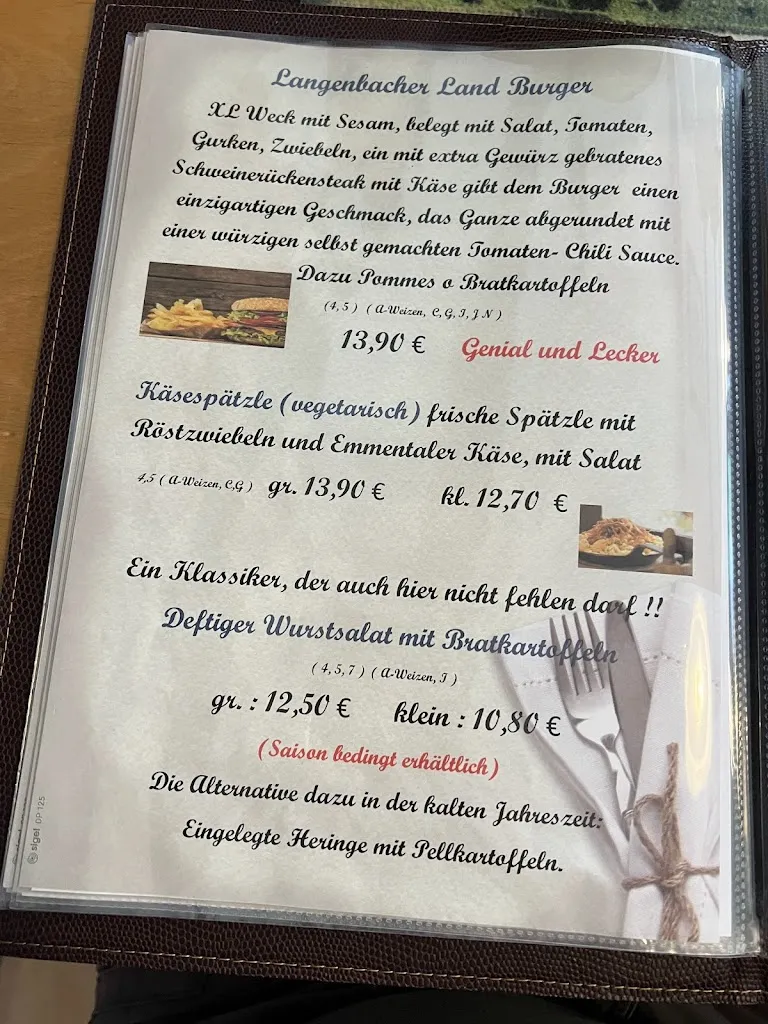 Langenbacher Land Burger
XL Weck mit Sesam, belegt mit Salat, Tomaten,
Gurken, Zwiebeln, ein mit extra Gewürz gebratenes
Schweinerückensteak mit Käse gibt dem Burger einen
einzigartigen Geschmack, das Ganze abgerundet mit
einer würzigen selbst gemachten Tomaten- Chili Sauce.
Dazu Pommes o Bratkartoffeln
(4,5) (A-Weizen, C,G,I,J N)
13,90 € Genial und Lecker
Käsespätzle (vegetarisch) frische Spätzle mit
Röstzwiebeln und Emmentaler Käse, mit Salat
4,5 (A-Weizen, C,G) gr. 13,90 € kl. 12,70 €
Ein Klassiker, der auch hier nicht fehlen darf !!
Deftiger Wurstsalat mit Bratkartoffeln
(4,5,7) (A-Weizen, J)
gr. : 12,50 € klein : 10,80 €
(Saison bedingt erhältlich)
Die Alternative dazu in der kalten Jahreszeit:
Eingelegte Heringe mit Pellkartoffeln.
sigel DP 125